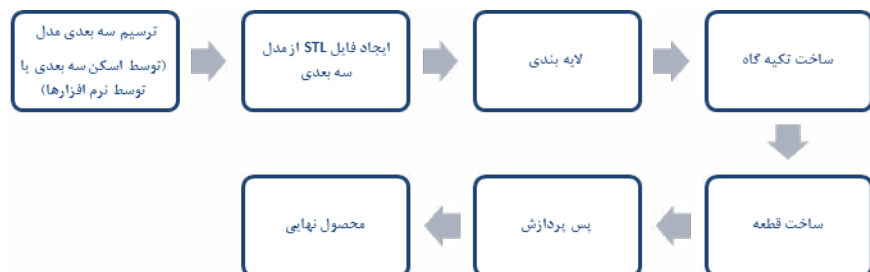 ترسیم سه بعدی مدل
(توسط اسکن سه بعدی یا
توسط نرم افزارها)
ایجاد فایل STL از مدل
سه بعدی
لایه بندی
ساخت تکیه گاه
ساخت قطعه
پس پردازش
محصول نهایی